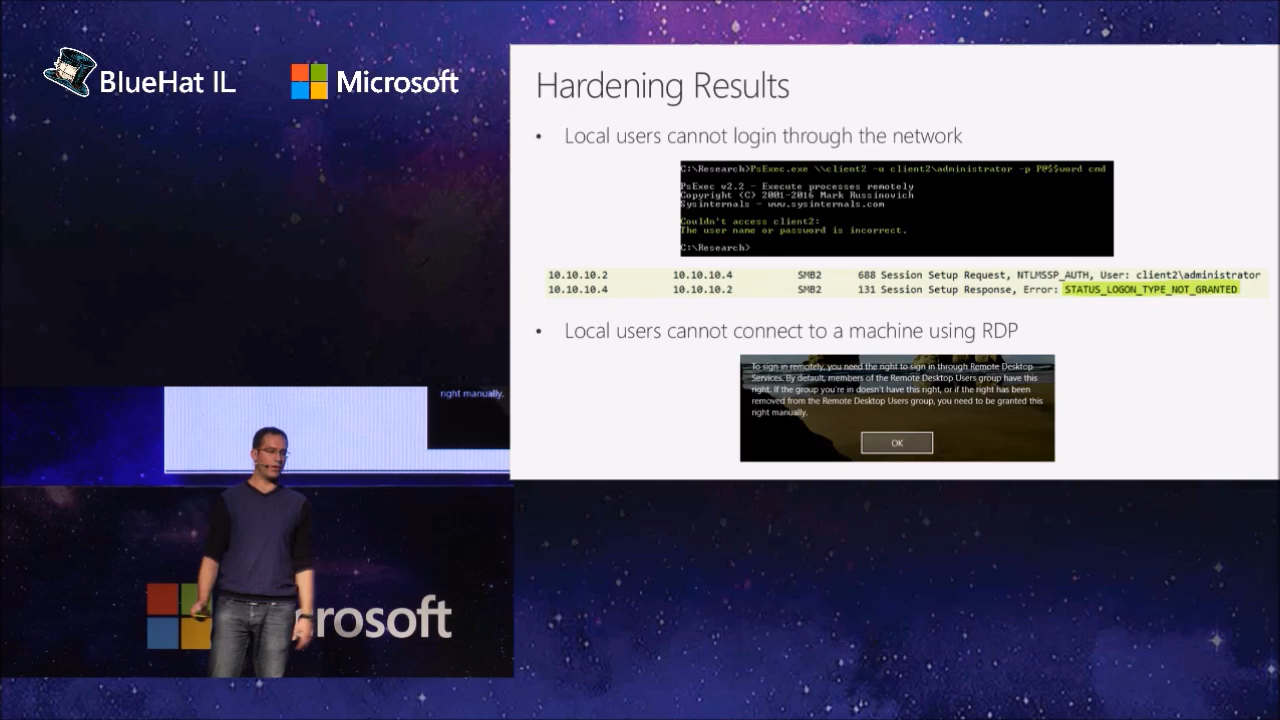 BlueHat IL
Microsoft
Hardening Results
• Local users cannot login through the network
C:\Research>PsExec.exe \\client2 -u client2\administrator -p P@$$word cmd
PsExec v2.2 - Execute processes remotely
Copyright (C) 2001-2016 Mark Russinovich
Sysinternals - www.sysinternals.com
Couldn't access client2:
The user name or password is incorrect.
C:\Research>
10.10.10.2 10.10.10.4 SMB2 688 Session Setup Request, NTLMSSP_AUTH, User: client2\administrator
10.10.10.4 10.10.10.2 SMB2 131 Session Setup Response, Error: STATUS_LOGON_TYPE_NOT_GRANTED
• Local users cannot connect to a machine using RDP
To sign in remotely, you need the right to sign in through Remote Desktop
Services. By default, members of the Remote Desktop Users group have this
right. If the group you're in doesn't have this right, or if the right has been
removed from the Remote Desktop Users group, you need to be granted this
right manually.
OK
right manually.
rosoft